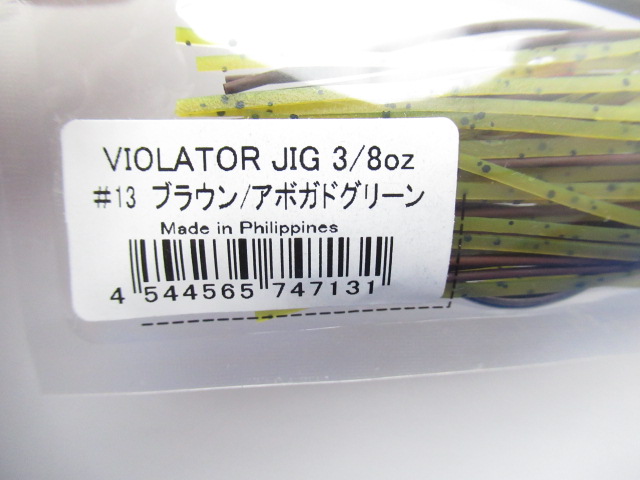 VIOLATOR JIG 3/8oz
#13 ブラウン/アボガドグリーン
Made in Philippines
4 544565 747131